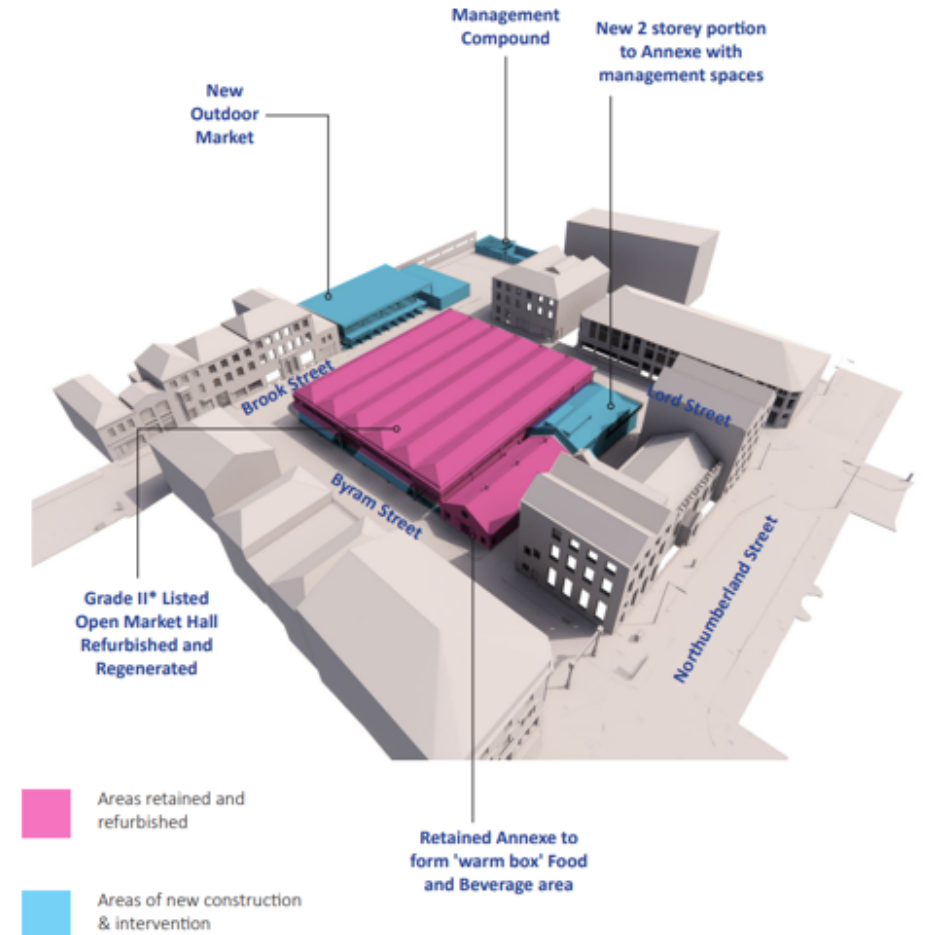 Management
Compound
New 2 storey portion
to Annexe with
management spaces
New
Outdoor
Market
Brook Street
Lord Street
Byram Street
Northumberland Street
Grade II* Listed
Open Market Hall
Refurbished and
Regenerated
Areas retained and
refurbished
Retained Annexe to
form 'warm box' Food
and Beverage area
Areas of new construction
& intervention